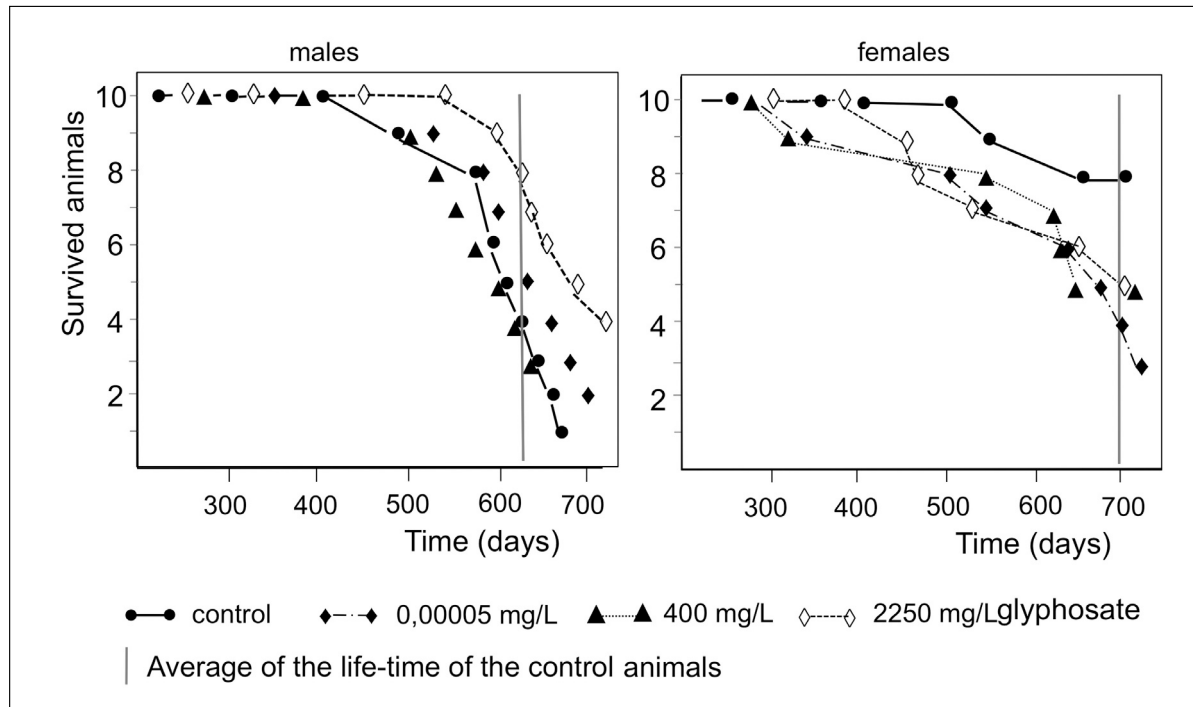 males
females
10
8
6
4
2
Survived animals
300 400 500 600 700
Time (days)
10
8
6
4
2
300 400 500 600 700
Time (days)
control 0,00005 mg/L 400 mg/L 2250 mg/L glyphosate
Average of the life-time of the control animals